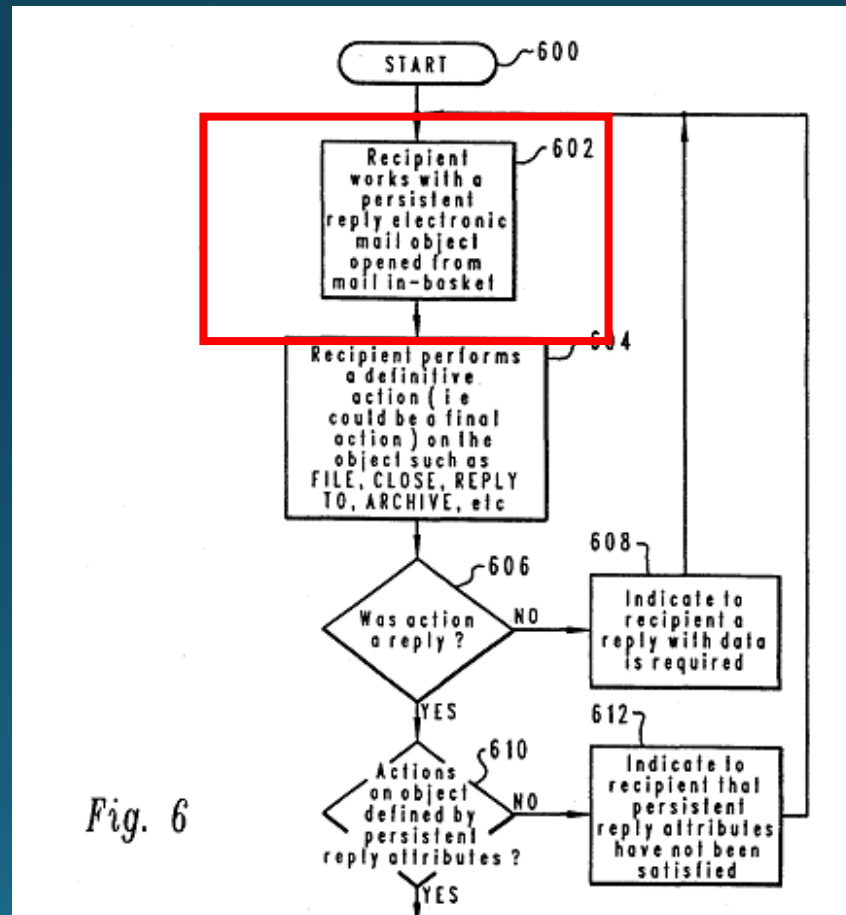 START
600
602
Recipient
works with a
persistent
reply electronic
mail object
opened from
mail in-basket
604
Recipient performs
a definitive
action ( i e
could be a final
action ) on the
object such as
FILE, CLOSE, REPLY
TO, ARCHIVE, etc
606
Was action
a reply ?
NO
608
Indicate to
recipient a
reply with data
is required
YES
610
Actions
on object
defined by
persistent
reply attributes ?
NO
612
Indicate to
recipient that
persistent
reply attributes
have not been
satisfied
YES
Fig. 6